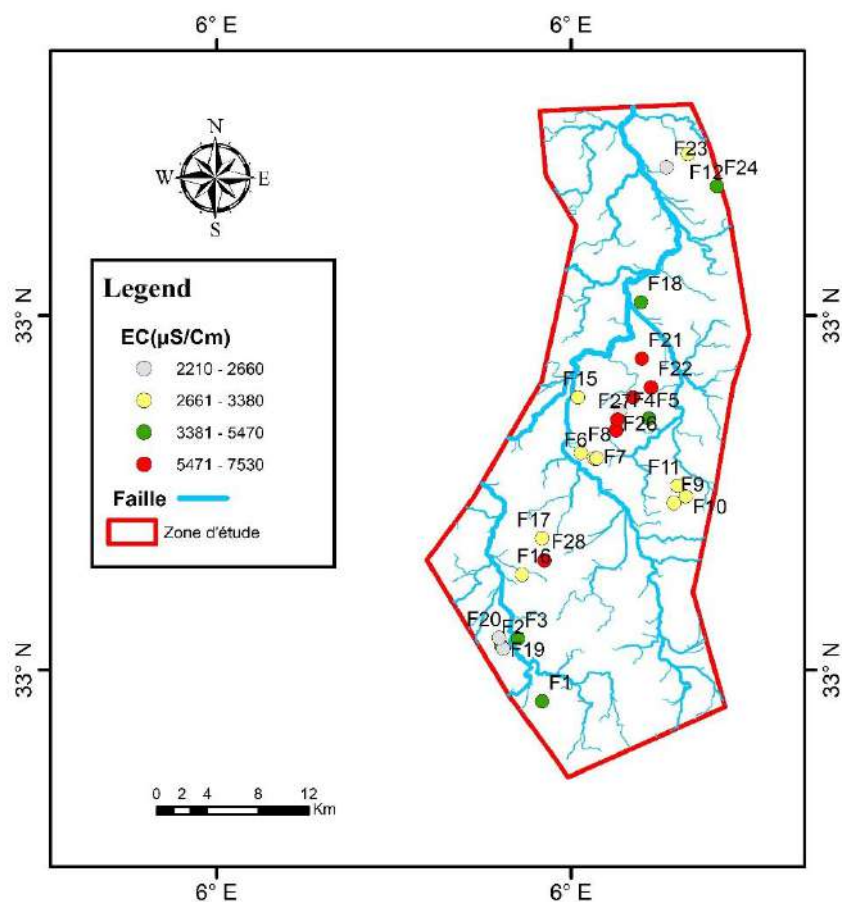 6° E 6° E
N
W E
S
33° N 33° N
33° N 33° N
Legend
EC(µS/Cm)
2210 - 2660
2661 - 3380
3381 - 5470
5471 - 7530
Faille
Zone d'étude
F23
F12 F24
F18
F21
F22
F15
F27 F4 F5
F26
F6 F8 F7
F11
F9
F10
F17
F28
F16
F20 F2 F3
F19
F1
0 2 4 8 12
Km
6° E 6° E